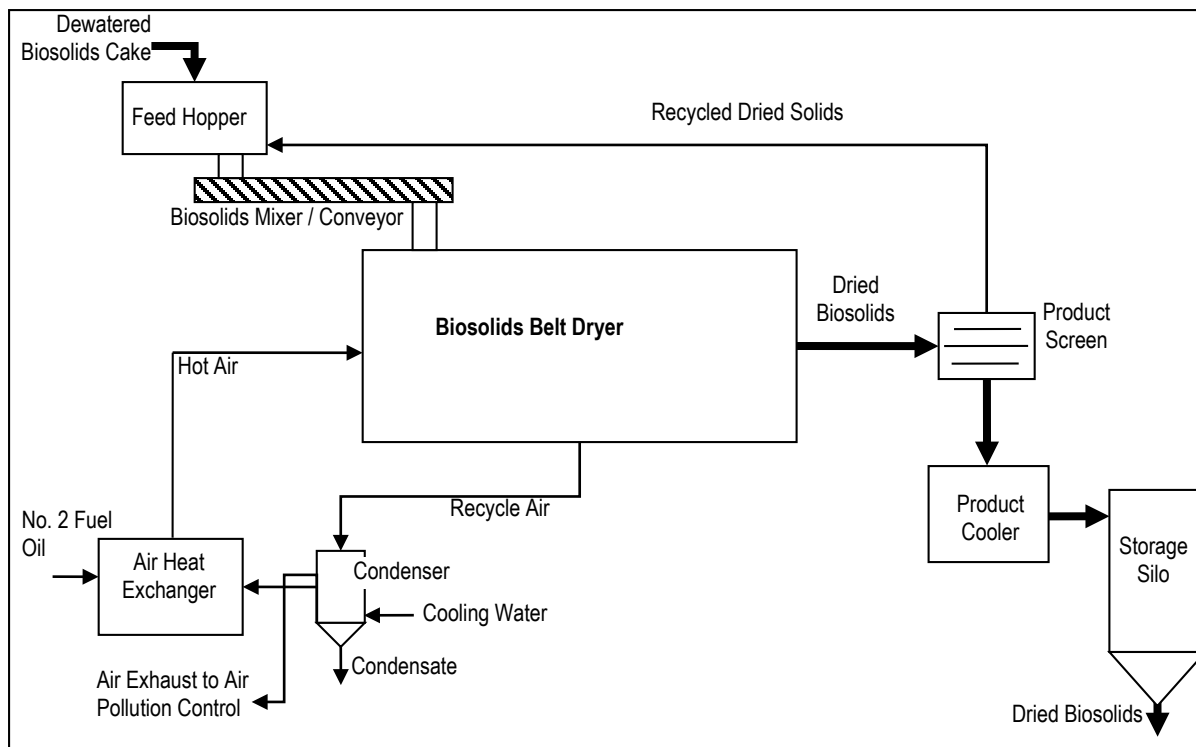 Dewatered
Biosolids Cake
Feed Hopper
Recycled Dried Solids
Biosolids Mixer / Conveyor
Biosolids Belt Dryer
Dried
Biosolids
Product
Screen
Hot Air
Recycle Air
No. 2 Fuel
Oil
Air Heat
Exchanger
Condenser
Cooling Water
Condensate
Air Exhaust to Air
Pollution Control
Product
Cooler
Storage
Silo
Dried Biosolids